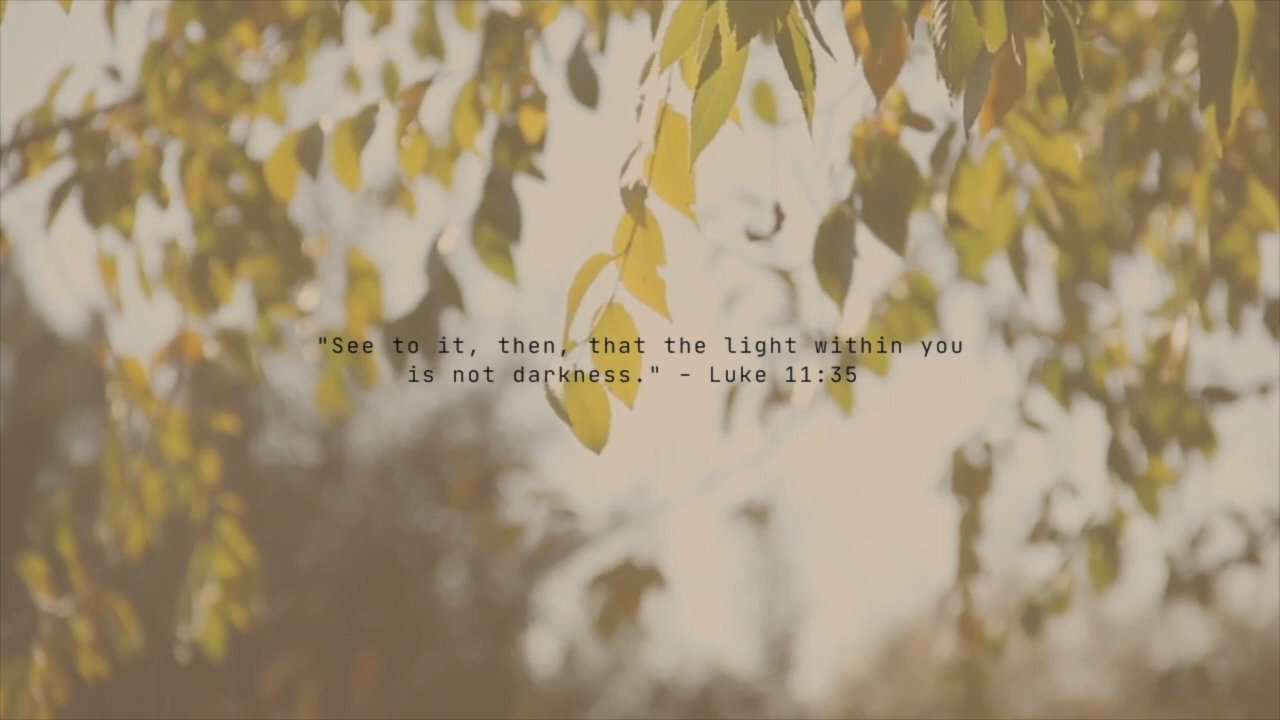 "See to it, then, that the light within you
is not darkness." - Luke 11:35